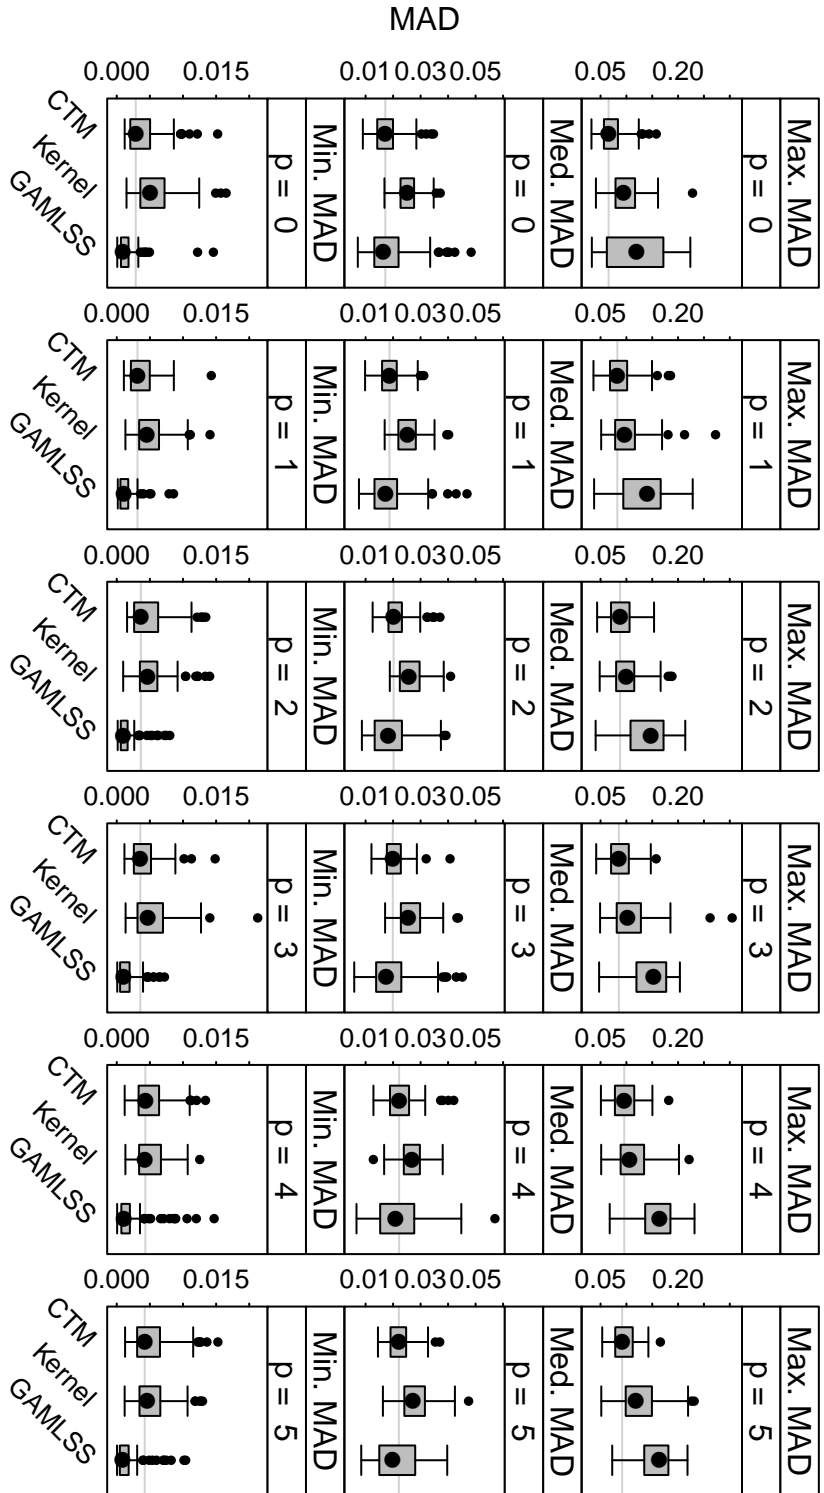 MAD
0.000 0.015 0.01 0.03 0.05 0.05 0.20
CTM
Kernel
GAMLSS
p = 0
Min. MAD
p = 0
Med. MAD
p = 0
Max. MAD
0.000 0.015 0.01 0.03 0.05 0.05 0.20
CTM
Kernel
GAMLSS
p = 1
Min. MAD
p = 1
Med. MAD
p = 1
Max. MAD
0.000 0.015 0.01 0.03 0.05 0.05 0.20
CTM
Kernel
GAMLSS
p = 2
Min. MAD
p = 2
Med. MAD
p = 2
Max. MAD
0.000 0.015 0.01 0.03 0.05 0.05 0.20
CTM
Kernel
GAMLSS
p = 3
Min. MAD
p = 3
Med. MAD
p = 3
Max. MAD
0.000 0.015 0.01 0.03 0.05 0.05 0.20
CTM
Kernel
GAMLSS
p = 4
Min. MAD
p = 4
Med. MAD
p = 4
Max. MAD
0.000 0.015 0.01 0.03 0.05 0.05 0.20
CTM
Kernel
GAMLSS
p = 5
Min. MAD
p = 5
Med. MAD
p = 5
Max. MAD